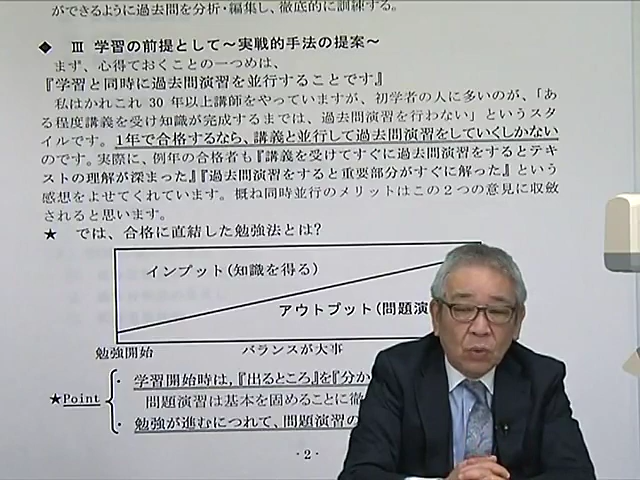 ができるように過去問を分析・編集し、徹底的に訓練する。
◆ Ⅲ 学習の前提として～実戦的手法の提案～
まず、心得ておくことの一つめは、
『学習と同時に過去問演習を並行することです』
私はかれこれ 30 年以上講師をやっていますが、初学者の人に多いのが、「あ
る程度講義を受け知識が完成するまでは、過去問演習を行わない」というスタ
イルです。1年で合格するなら、講義と並行して過去問演習をしていくしかない
のです。実際に、例年の合格者も『講義を受けてすぐに過去問演習をするとテキ
ストの理解が深まった』『過去問演習をすると重要部分がすぐに解った』という
感想をよせてくれています。概ね同時並行のメリットはこの２つの意見に収斂
されると思います。
★ では、合格に直結した勉強法とは?
インプット(知識を得る)
アウトプット(問題演
勉強開始 バランスが大事
★Point
・ 学習開始時は,『出るところ』『分か
問題演習は基本を固めることに徹
・ 勉強が進むにつれて、問題演習の
- 2 -